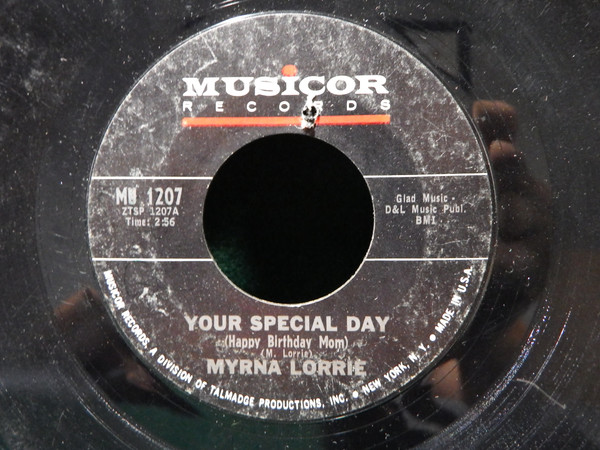 MUSICOR
RECORDS
MU 1207
ZTSP 1207A
Time: 2:56
Glad Music -
D&L Music Publ.
BMI
YOUR SPECIAL DAY
(Happy Birthday Mom)
(M. Lorrie)
MYRNA LORRIE
MUSICOR RECORDS, A DIVISION OF TALMADGE PRODUCTIONS, INC. • NEW YORK, N. Y. • MADE IN U.S.A.